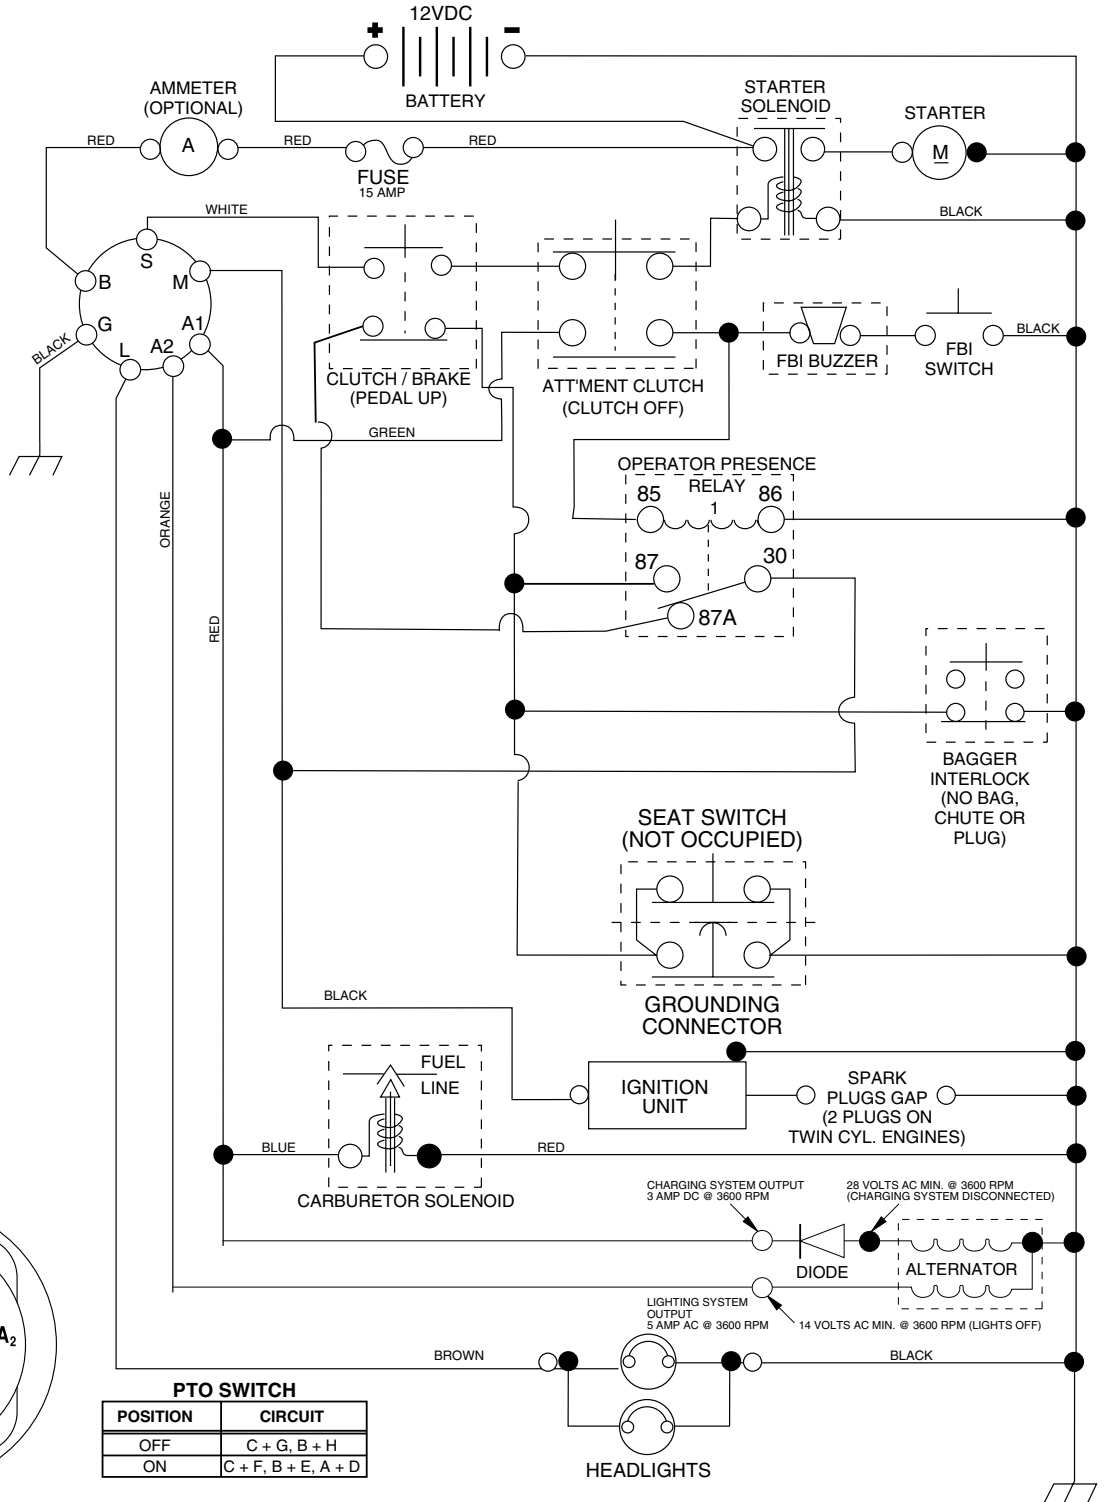 12VDC
+ -
BATTERY
AMMETER
(OPTIONAL)
STARTER
SOLENOID
STARTER
RED
A
RED
FUSE
15 AMP
RED
M
WHITE
BLACK
S
B
M
G
A1
L
A2
BLACK
CLUTCH / BRAKE
(PEDAL UP)
ATT'MENT CLUTCH
(CLUTCH OFF)
FBI BUZZER
FBI
SWITCH
BLACK
GREEN
OPERATOR PRESENCE
RELAY
1
85
86
87
30
87A
ORANGE
RED
BAGGER
INTERLOCK
(NO BAG,
CHUTE OR
PLUG)
SEAT SWITCH
(NOT OCCUPIED)
GROUNDING
CONNECTOR
BLACK
FUEL
LINE
IGNITION
UNIT
SPARK
PLUGS GAP
(2 PLUGS ON
TWIN CYL. ENGINES)
BLUE
RED
CARBURETOR SOLENOID
CHARGING SYSTEM OUTPUT
3 AMP DC @ 3600 RPM
28 VOLTS AC MIN. @ 3600 RPM
(CHARGING SYSTEM DISCONNECTED)
DIODE
ALTERNATOR
LIGHTING SYSTEM
OUTPUT
5 AMP AC @ 3600 RPM
14 VOLTS AC MIN. @ 3600 RPM (LIGHTS OFF)
A2
BROWN
BLACK
HEADLIGHTS
PTO SWITCH
POSITION CIRCUIT
OFF C + G, B + H
ON C + F, B + E, A + D